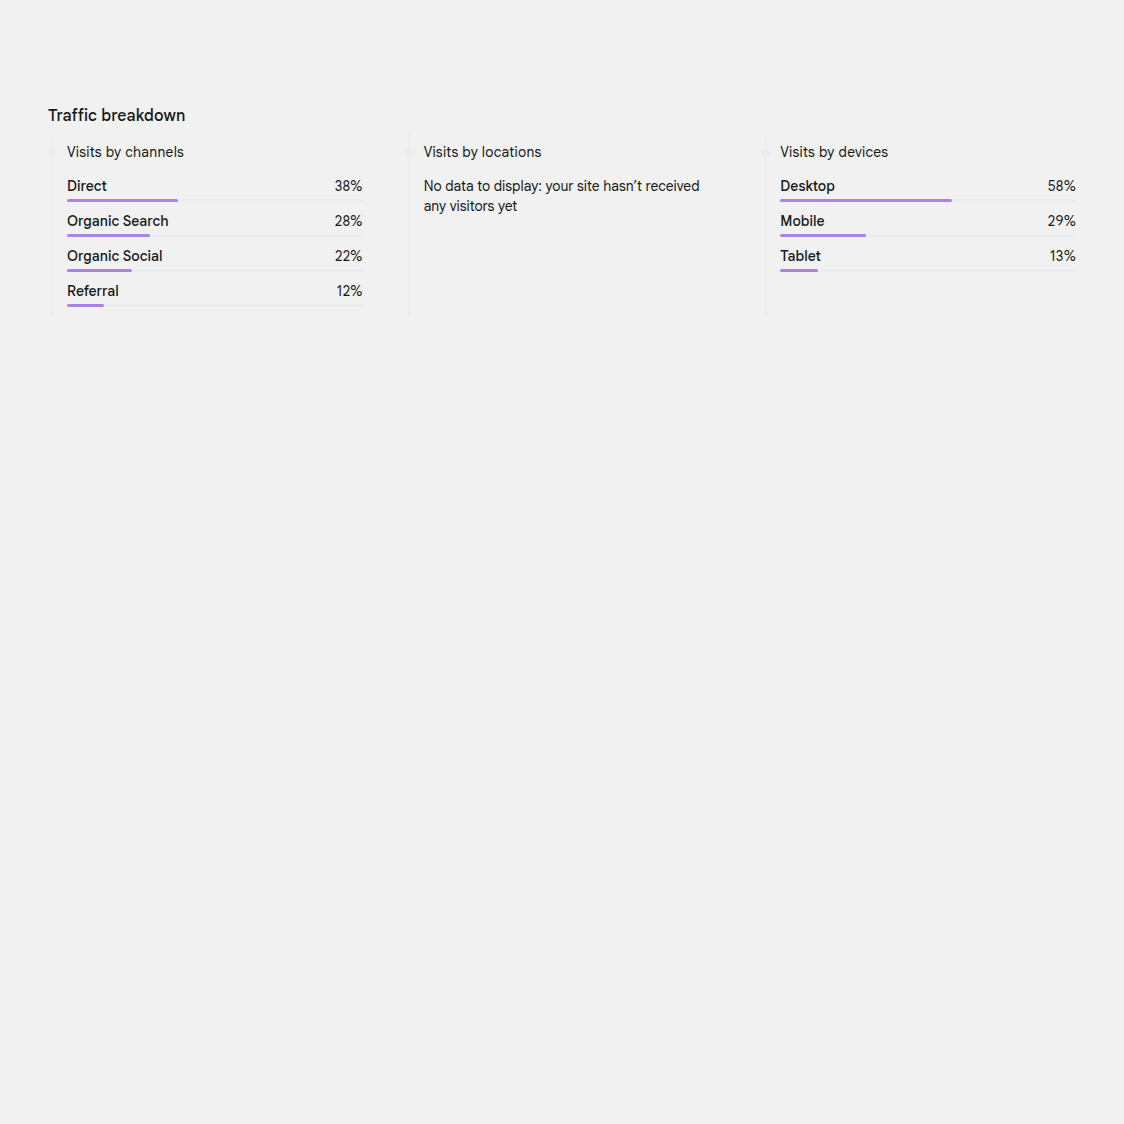 Traffic breakdown
Visits by channels
Direct 38%
Organic Search 28%
Organic Social 22%
Referral 12%
Visits by locations
No data to display: your site hasn’t received
any visitors yet
Visits by devices
Desktop 58%
Mobile 29%
Tablet 13%